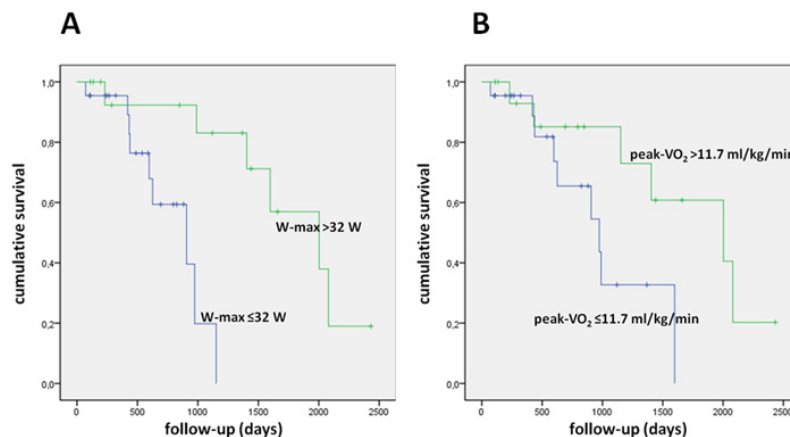 A
cumulative survival
1,0
0,8
0,6
0,4
0,2
0,0
W-max >32 W
W-max ≤32 W
0
500
1000
1500
2000
2500
follow-up (days)
B
cumulative survival
1,0
0,8
0,6
0,4
0,2
0,0
peak-VO₂ >11.7 ml/kg/min
peak-VO₂ ≤11.7 ml/kg/min
0
500
1000
1500
2000
2500
follow-up (days)